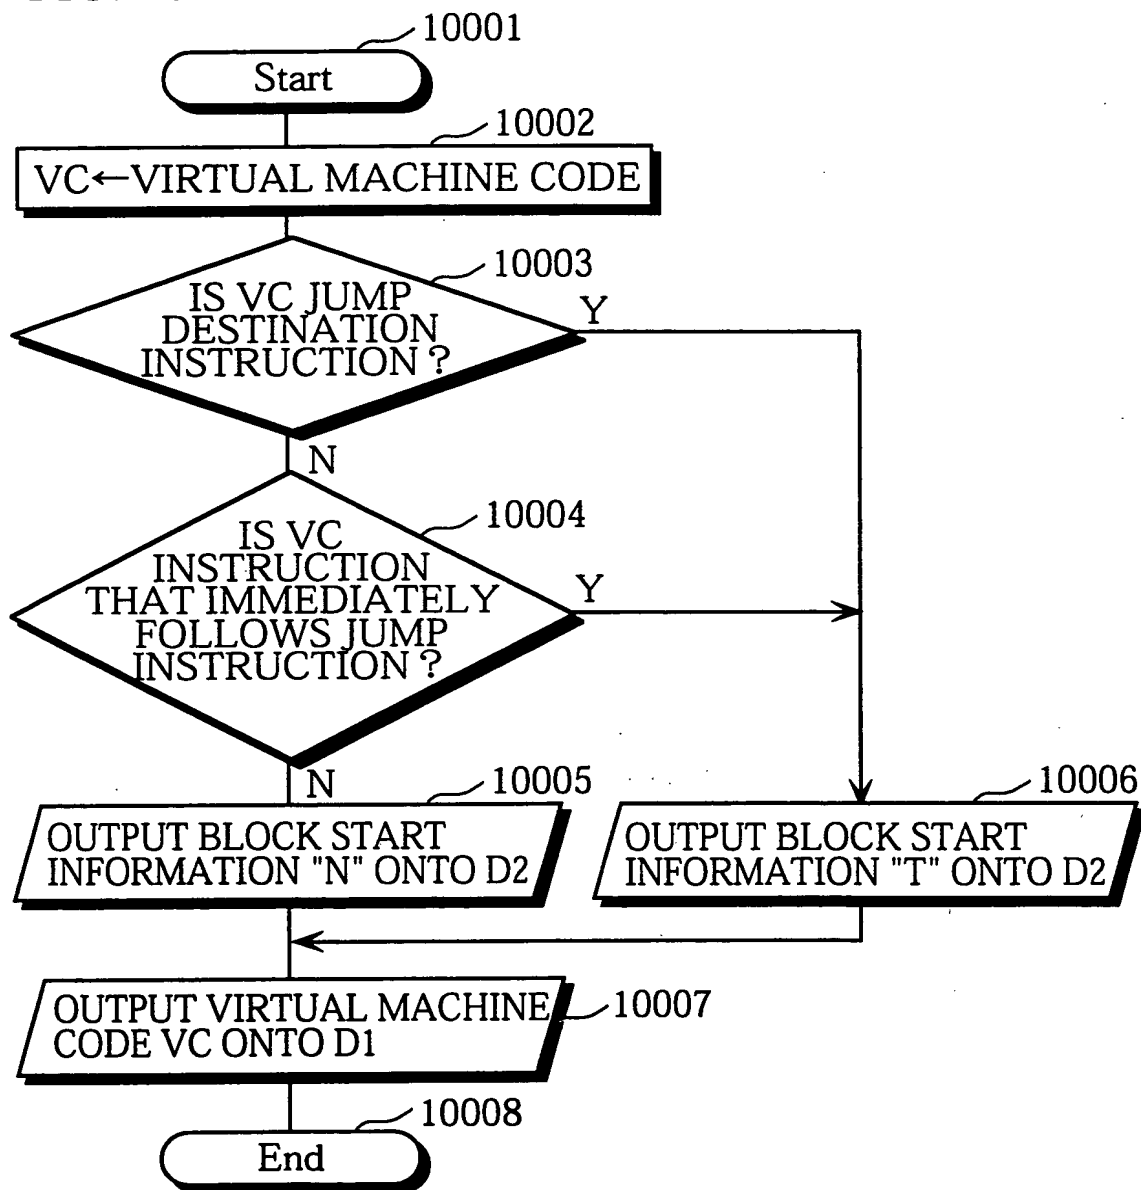 10001
Start
10002
VC←VIRTUAL MACHINE CODE
10003
IS VC JUMP
DESTINATION
INSTRUCTION ?
Y
N
10004
IS VC
INSTRUCTION
THAT IMMEDIATELY
FOLLOWS JUMP
INSTRUCTION ?
Y
N
10005
OUTPUT BLOCK START
INFORMATION "N" ONTO D2
10006
OUTPUT BLOCK START
INFORMATION "T" ONTO D2
OUTPUT VIRTUAL MACHINE
CODE VC ONTO D1
10007
10008
End